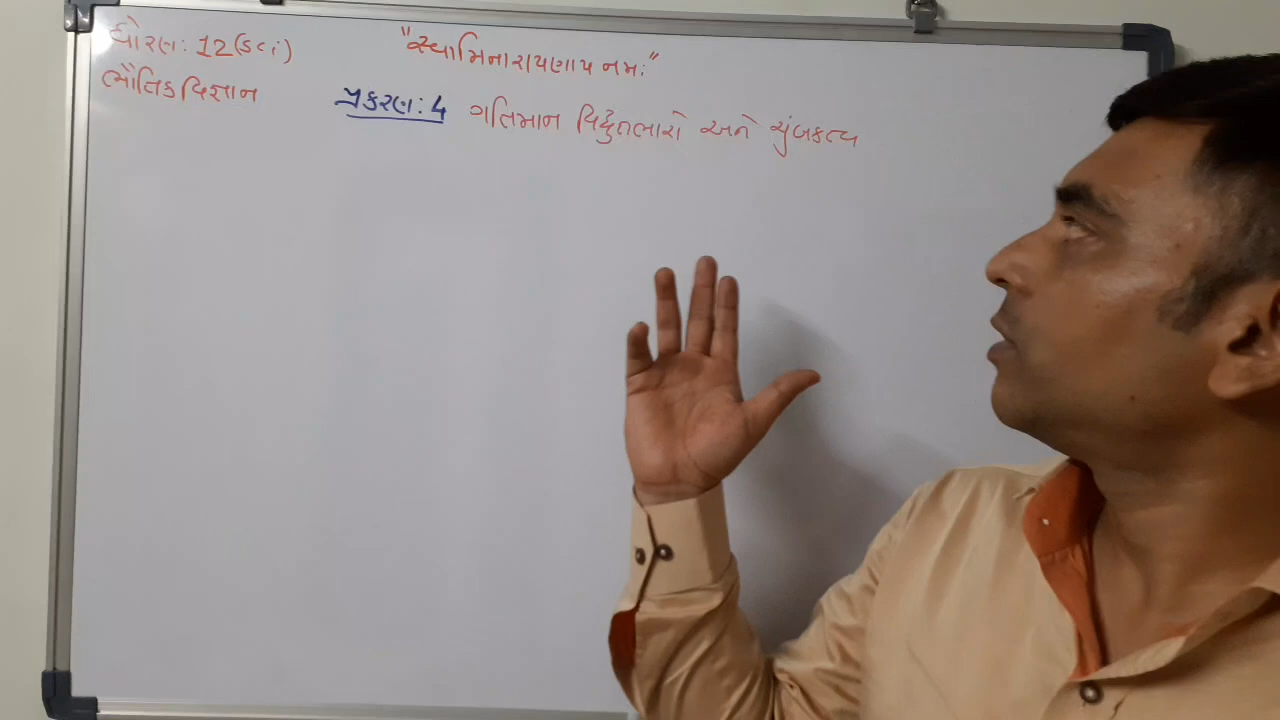 ધોરણ: 12(Sci)
"સ્વામિનારાયણાય નમઃ"
ભૌતિકવિજ્ઞાન
પ્રકરણ: 4 ગતિમાન વિદ્યુતભારો અને ચુંબકત્વ